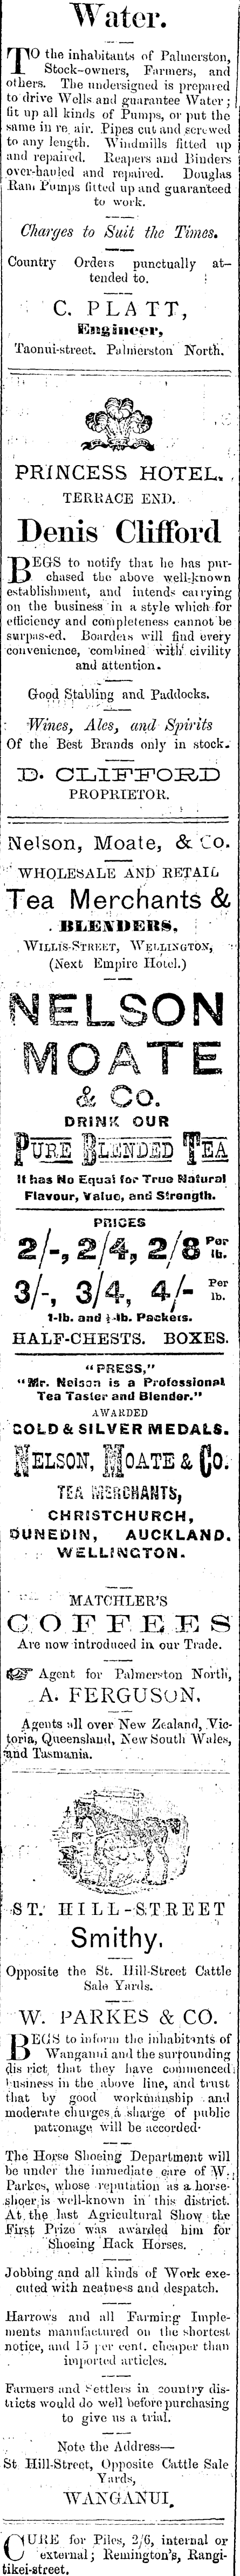 Water.
TO the inhabitants of Palmerston,
Stock-owners, Farmers, and
others. The undersigned is prepared
to drive Wells and guarantee Water;
fit up all kinds of Pumps, or put the
same in re air. Pipes cut and screwed
to any length. Windmills fitted up
and repaired. Reapers and Binders
over-hauled and repaired. Douglas
Ram Pumps fitted up and guaranteed
to work.
Charges to Suit the Times.
Country Orders punctually at-
tended to.
C. PLATT,
Engineer,
Taonui-street. Palmerston North.
PRINCESS HOTEL,
TERRACE END.
Denis Clifford
BEGS to notify that he has pur-
chased the above well-known
establishment, and intends carrying
on the business in a style which for
efficiency and completeness cannot be
surpas-ed. Boarders will find every
convenience, combined with civility
and attention.
Good Stabling and Paddocks.
Wines, Ales, and Spirits
Of the Best Brands only in stock.
D. CLIFFORD
PROPRIETOR.
Nelson, Moate, & Co.
WHOLESALE AND RETAIL
Tea Merchants &
BLENDERS,
WILLIS-STREET, WELLINGTON,
(Next Empire Hotel.)
NELSON
MOATE
& Co.
DRINK OUR
PURE BLENDED TEA
It has No Equal for True Natural
Flavour, Value, and Strength.
PRICES
2/-, 2/4, 2/8 Per lb.
3/-, 3/4, 4/- Per lb.
1-lb. and ½-lb. Packets.
HALF-CHESTS. BOXES.
"PRESS,"
"Mr. Nelson is a Professional
Tea Taster and Blender."
AWARDED
GOLD & SILVER MEDALS.
NELSON, MOATE & Co.
TEA MERCHANTS,
CHRISTCHURCH,
DUNEDIN, AUCKLAND.
WELLINGTON.
MATCHLER'S
COFFEES
Are now introduced in our Trade.
Agent for Palmerston North,
A. FERGUSON.
Agents all over New Zealand, Vic-
toria, Queensland, New South Wales,
and Tasmania.
ST. HILL-STREET
Smithy.
Opposite the St. Hill-Street Cattle
Sale Yards.
W. PARKES & CO.
BEGS to inform the inhabitants of
Wanganui and the surrounding
dis rict, that they have commenced
business in the above line, and trust
that by good workmanship and
moderate charges a sharge of public
patronage will be accorded·
The Horse Shoeing Department will
be under the immediate care of W.
Parkes, whose reputation as a horse-
shoer is well-known in this district.
At the last Agricultural Show the
First Prize was awarded him for
Shoeing Hack Horses.
Jobbing and all kinds of Work exe-
cuted with neatness and despatch.
Harrows and all Farming Imple-
ments manufactured on the shortest
notice, and 15 per cent. cheaper than
imported articles.
Farmers and Settlers in country dis-
tricts would do well before purchasing
to give us a trial.
Note the Address—
St Hill-Street, Opposite Cattle Sale
Yards,
WANGANUI.
CURE for Piles, 2/6, internal or
external; Remington's, Rangi-
tikei-street.